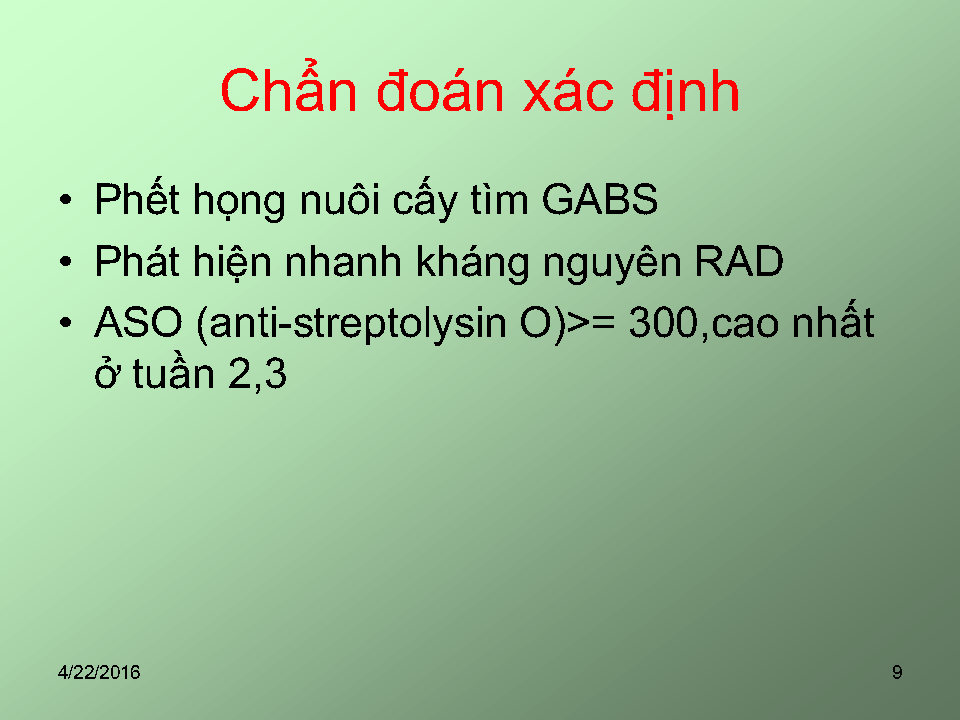 Chẩn đoán xác định
• Phết họng nuôi cấy tìm GABS
• Phát hiện nhanh kháng nguyên RAD
• ASO (anti-streptolysin O)>= 300,cao nhất
ở tuần 2,3
4/22/2016
9